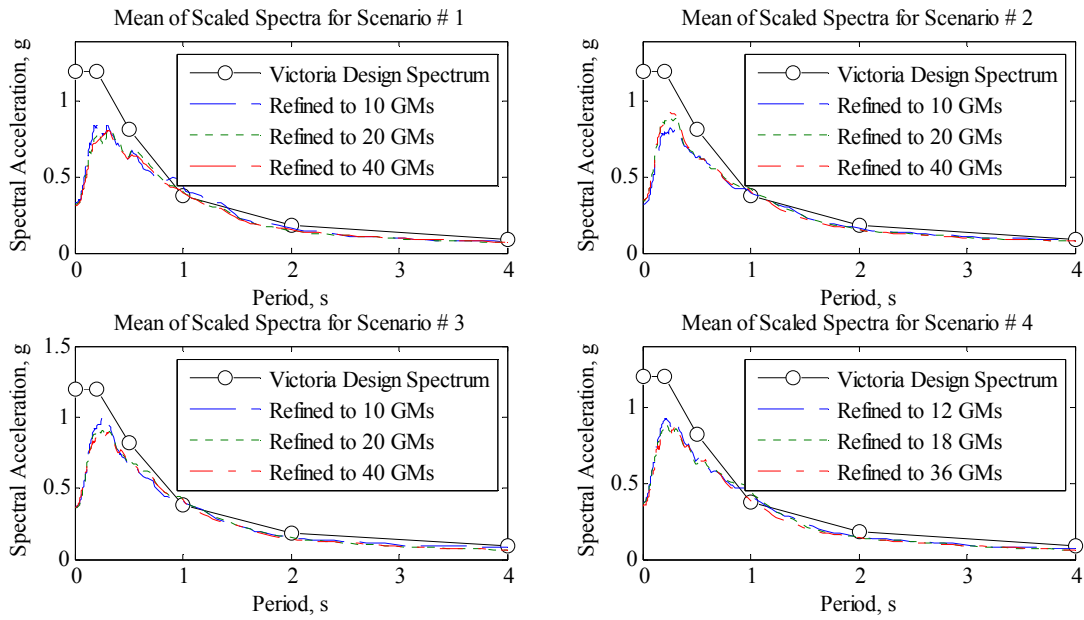 Mean of Scaled Spectra for Scenario # 1
Spectral Acceleration, g
1
0.5
0
Victoria Design Spectrum
Refined to 10 GMs
Refined to 20 GMs
Refined to 40 GMs
0 1 2 3 4
Period, s
Mean of Scaled Spectra for Scenario # 2
Spectral Acceleration, g
1
0.5
0
Victoria Design Spectrum
Refined to 10 GMs
Refined to 20 GMs
Refined to 40 GMs
0 1 2 3 4
Period, s
Mean of Scaled Spectra for Scenario # 3
Spectral Acceleration, g
1.5
1
0.5
0
Victoria Design Spectrum
Refined to 10 GMs
Refined to 20 GMs
Refined to 40 GMs
0 1 2 3 4
Period, s
Mean of Scaled Spectra for Scenario # 4
Spectral Acceleration, g
1
0.5
0
Victoria Design Spectrum
Refined to 12 GMs
Refined to 18 GMs
Refined to 36 GMs
0 1 2 3 4
Period, s